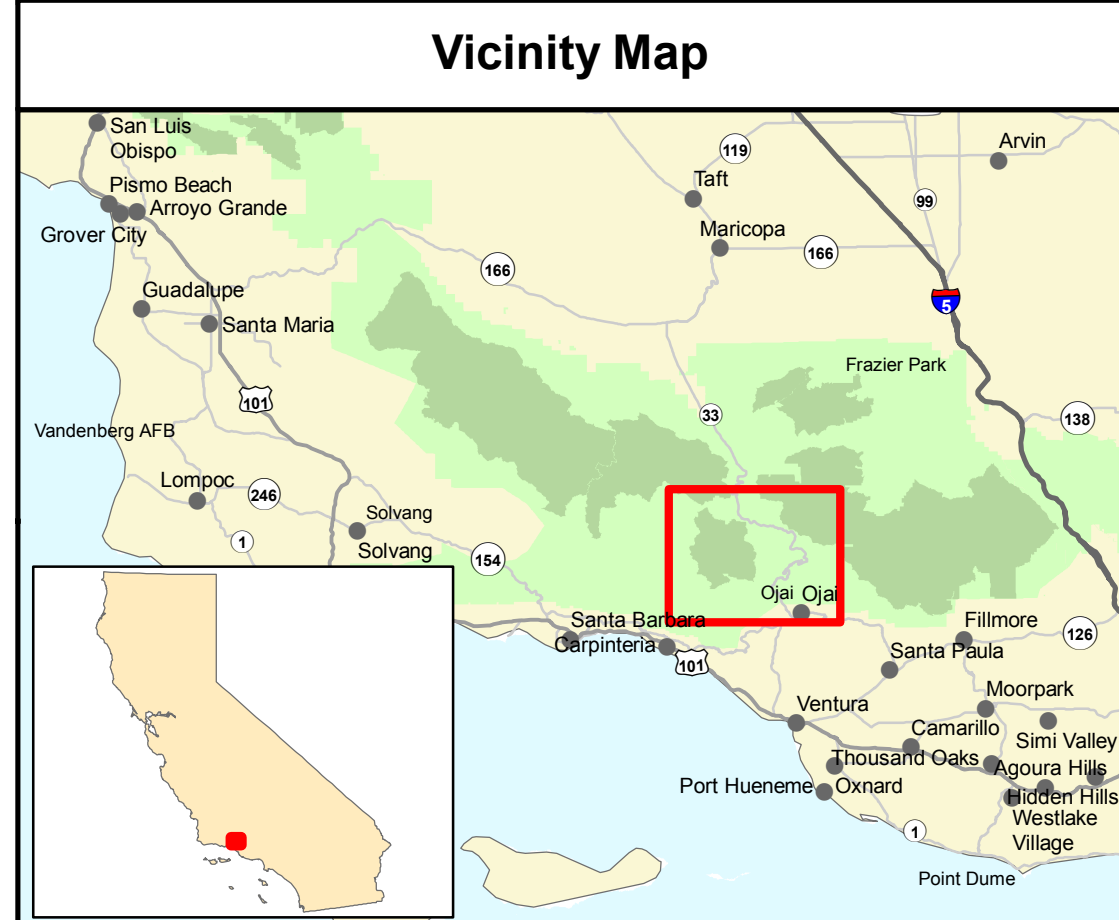 Vicinity Map
San Luis
Obispo
Arvin
119
Taft
Pismo Beach
99
Arroyo Grande
Grover City
Maricopa
166
166
Guadalupe
5
Santa Maria
Frazier Park
101
33
138
Vandenberg AFB
Lompoc
246
Solvang
1
Solvang
154
Ojai Ojai
Santa Barbara
Fillmore
126
Carpinteria
Santa Paula
101
Moorpark
Ventura
Camarillo
Simi Valley
Thousand Oaks
Agoura Hills
Port Hueneme
Oxnard
Hidden Hills
Westlake
Village
1
Point Dume